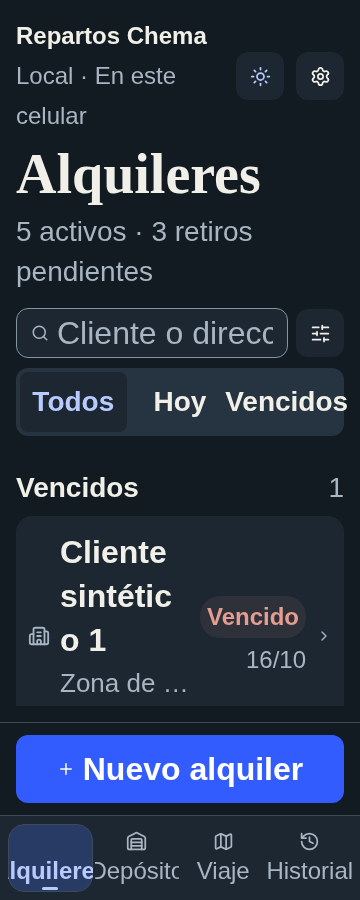 Repartos Chema
Local · En este
celular
Alquileres
5 activos · 3 retiros
pendientes
Cliente o direcc
Todos Hoy Vencidos
Vencidos 1
Cliente
sintétic
o 1
Vencido
16/10
Zona de …
+ Nuevo alquiler
lquilere Depósito Viaje Historial